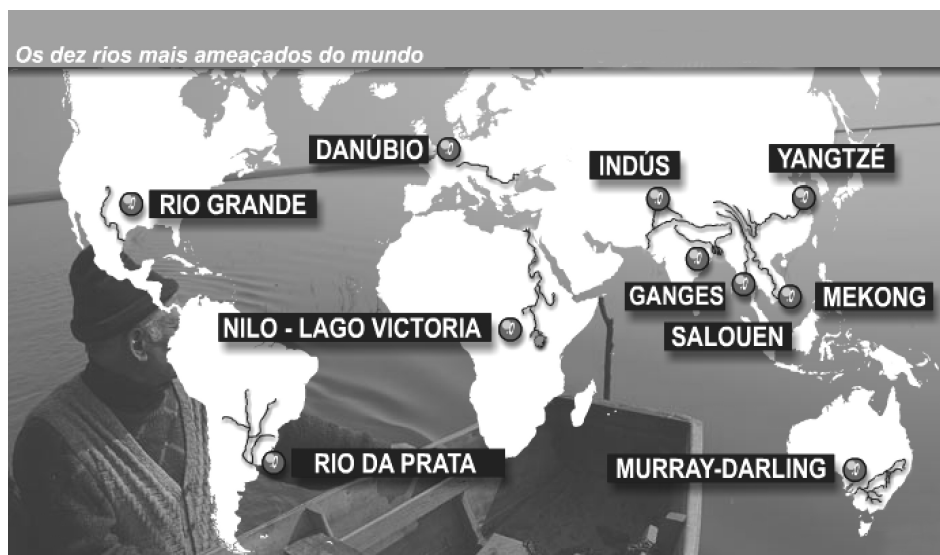 Os dez rios mais ameaçados do mundo
DANÚBIO
INDÚS
YANGTZÉ
RIO GRANDE
GANGES
MEKONG
NILO - LAGO VICTORIA
SALOUEN
RIO DA PRATA
MURRAY-DARLING